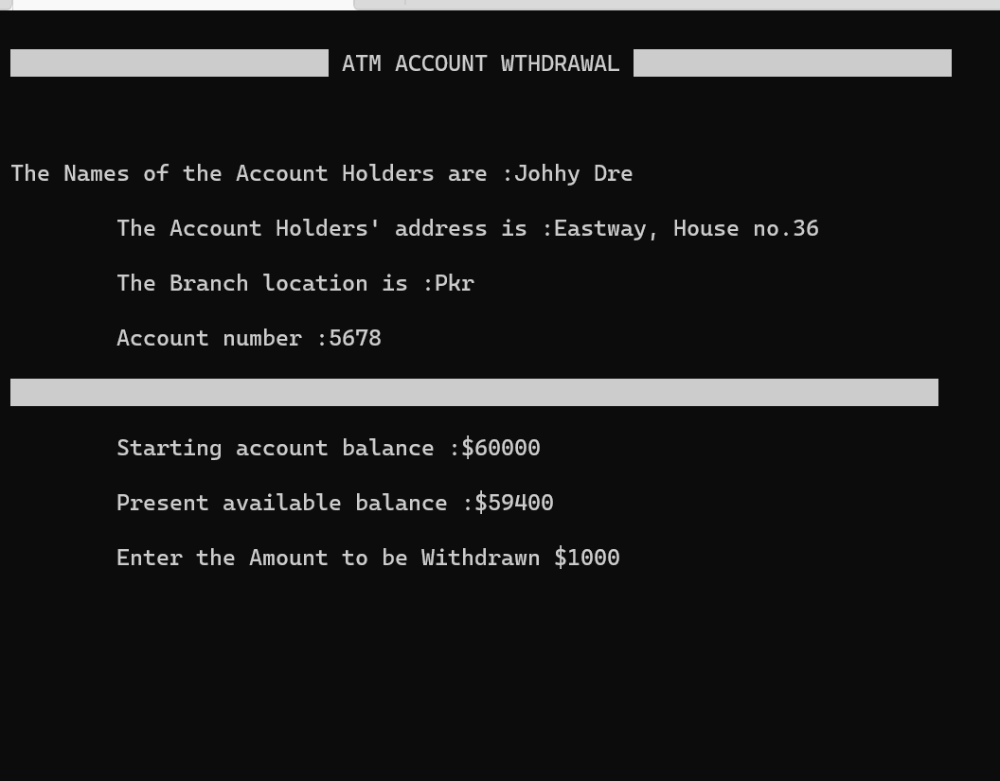 ATM ACCOUNT WTHDRAWAL
The Names of the Account Holders are :Johhy Dre
The Account Holders' address is :Eastway, House no.36
The Branch location is :Pkr
Account number :5678
Starting account balance :$60000
Present available balance :$59400
Enter the Amount to be Withdrawn $1000